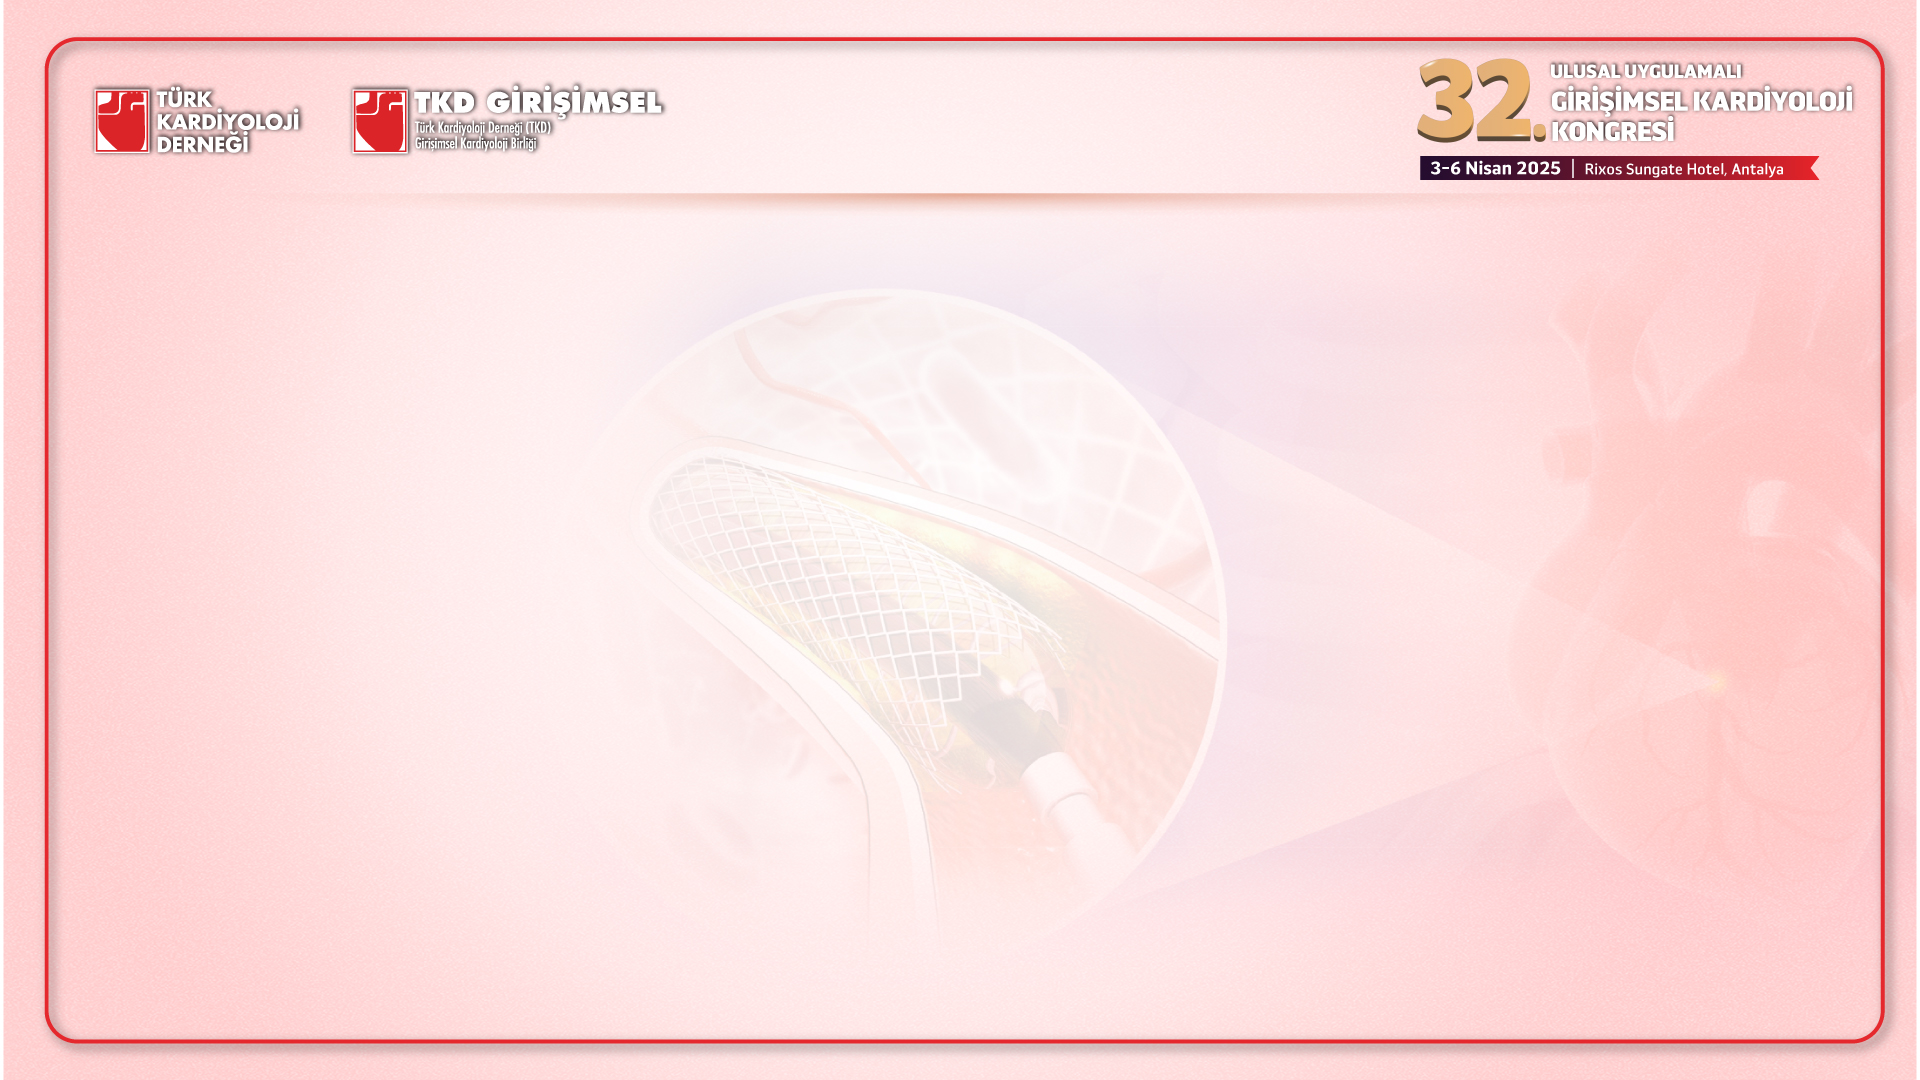 TÜRK
KARDİYOLOJİ
DERNEĞİ
TKD GİRİŞİMSEL
Türk Kardiyoloji Derneği (TKD)
Girişimsel Kardiyoloji Birliği
32.
ULUSAL UYGULAMALI
GİRİŞİMSEL KARDİYOLOJİ
KONGRESİ
3-6 Nisan 2025 | Rixos Sungate Hotel, Antalya